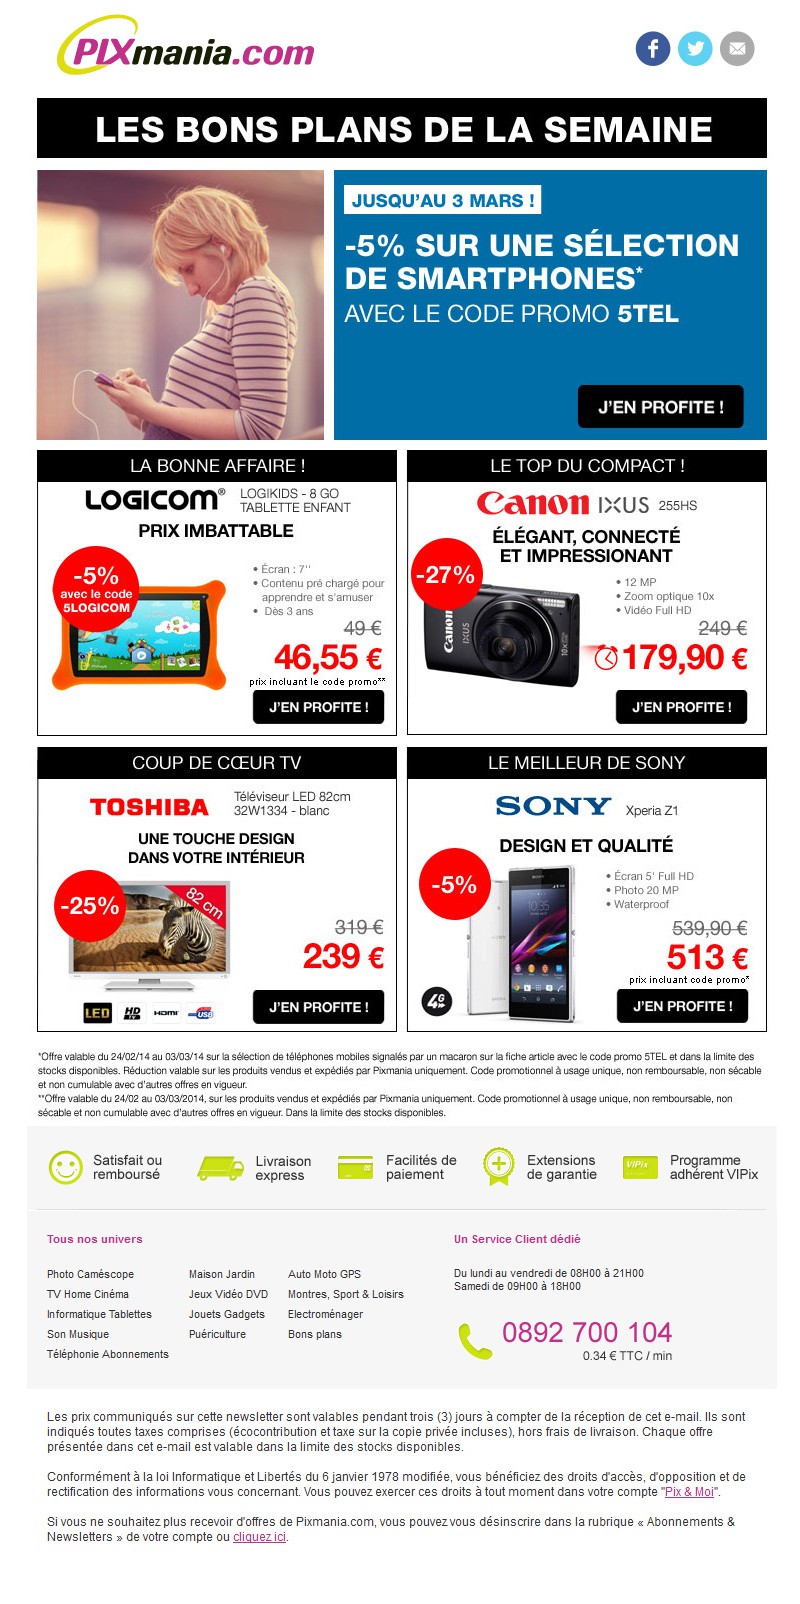 PIXmania.com
LES BONS PLANS DE LA SEMAINE
JUSQU'AU 3 MARS !
-5% SUR UNE SÉLECTION
DE SMARTPHONES*
AVEC LE CODE PROMO 5TEL
J'EN PROFITE !
LA BONNE AFFAIRE !
LOGICOM®
LOGIKIDS - 8 GO
TABLETTE ENFANT
PRIX IMBATTABLE
-5%
avec le code
5LOGICOM
• Écran : 7''
• Contenu pré chargé pour
apprendre et s'amuser
• Dès 3 ans
49 €
46,55 €
prix incluant le code promo**
J'EN PROFITE !
LE TOP DU COMPACT !
Canon IXUS 255HS
ÉLÉGANT, CONNECTÉ
ET IMPRESSIONANT
-27%
Canon
IXUS
• 12 MP
• Zoom optique 10x
• Vidéo Full HD
249 €
179,90 €
J'EN PROFITE !
COUP DE CŒUR TV
TOSHIBA
Téléviseur LED 82cm
32W1334 - blanc
UNE TOUCHE DESIGN
DANS VOTRE INTÉRIEUR
-25%
82 cm
319 €
239 €
LED
HD
TV
HDMI
USB
J'EN PROFITE !
LE MEILLEUR DE SONY
SONY
Xperia Z1
DESIGN ET QUALITÉ
-5%
• Écran 5' Full HD
• Photo 20 MP
• Waterproof
539,90 €
513 €
prix incluant code promo*
4G
J'EN PROFITE !
*Offre valable du 24/02/14 au 03/03/14 sur la sélection de téléphones mobiles signalés par un macaron sur la fiche article avec le code promo 5TEL et dans la limite des
stocks disponibles. Réduction valable sur les produits vendus et expédiés par Pixmania uniquement. Code promotionnel à usage unique, non remboursable, non sécable
et non cumulable avec d'autres offres en vigueur.
**Offre valable du 24/02 au 03/03/2014, sur les produits vendus et expédiés par Pixmania uniquement. Code promotionnel à usage unique, non remboursable, non
sécable et non cumulable avec d'autres offres en vigueur. Dans la limite des stocks disponibles.
Satisfait ou
remboursé
Livraison
express
Facilités de
paiement
Extensions
de garantie
VIPix
Programme
adhérent VIPix
Tous nos univers
Photo Caméscope
TV Home Cinéma
Informatique Tablettes
Son Musique
Téléphonie Abonnements
Maison Jardin
Jeux Vidéo DVD
Jouets Gadgets
Puériculture
Auto Moto GPS
Montres, Sport & Loisirs
Electroménager
Bons plans
Un Service Client dédié
Du lundi au vendredi de 08H00 à 21H00
Samedi de 09H00 à 18H00
0892 700 104
0.34 € TTC / min
Les prix communiqués sur cette newsletter sont valables pendant trois (3) jours à compter de la réception de cet e-mail. Ils sont
indiqués toutes taxes comprises (écocontribution et taxe sur la copie privée incluses), hors frais de livraison. Chaque offre
présentée dans cet e-mail est valable dans la limite des stocks disponibles.
Conformément à la loi Informatique et Libertés du 6 janvier 1978 modifiée, vous bénéficiez des droits d'accès, d'opposition et de
rectification des informations vous concernant. Vous pouvez exercer ces droits à tout moment dans votre compte "Pix & Moi".
Si vous ne souhaitez plus recevoir d'offres de Pixmania.com, vous pouvez vous désinscrire dans la rubrique « Abonnements &
Newsletters » de votre compte ou cliquez ici.